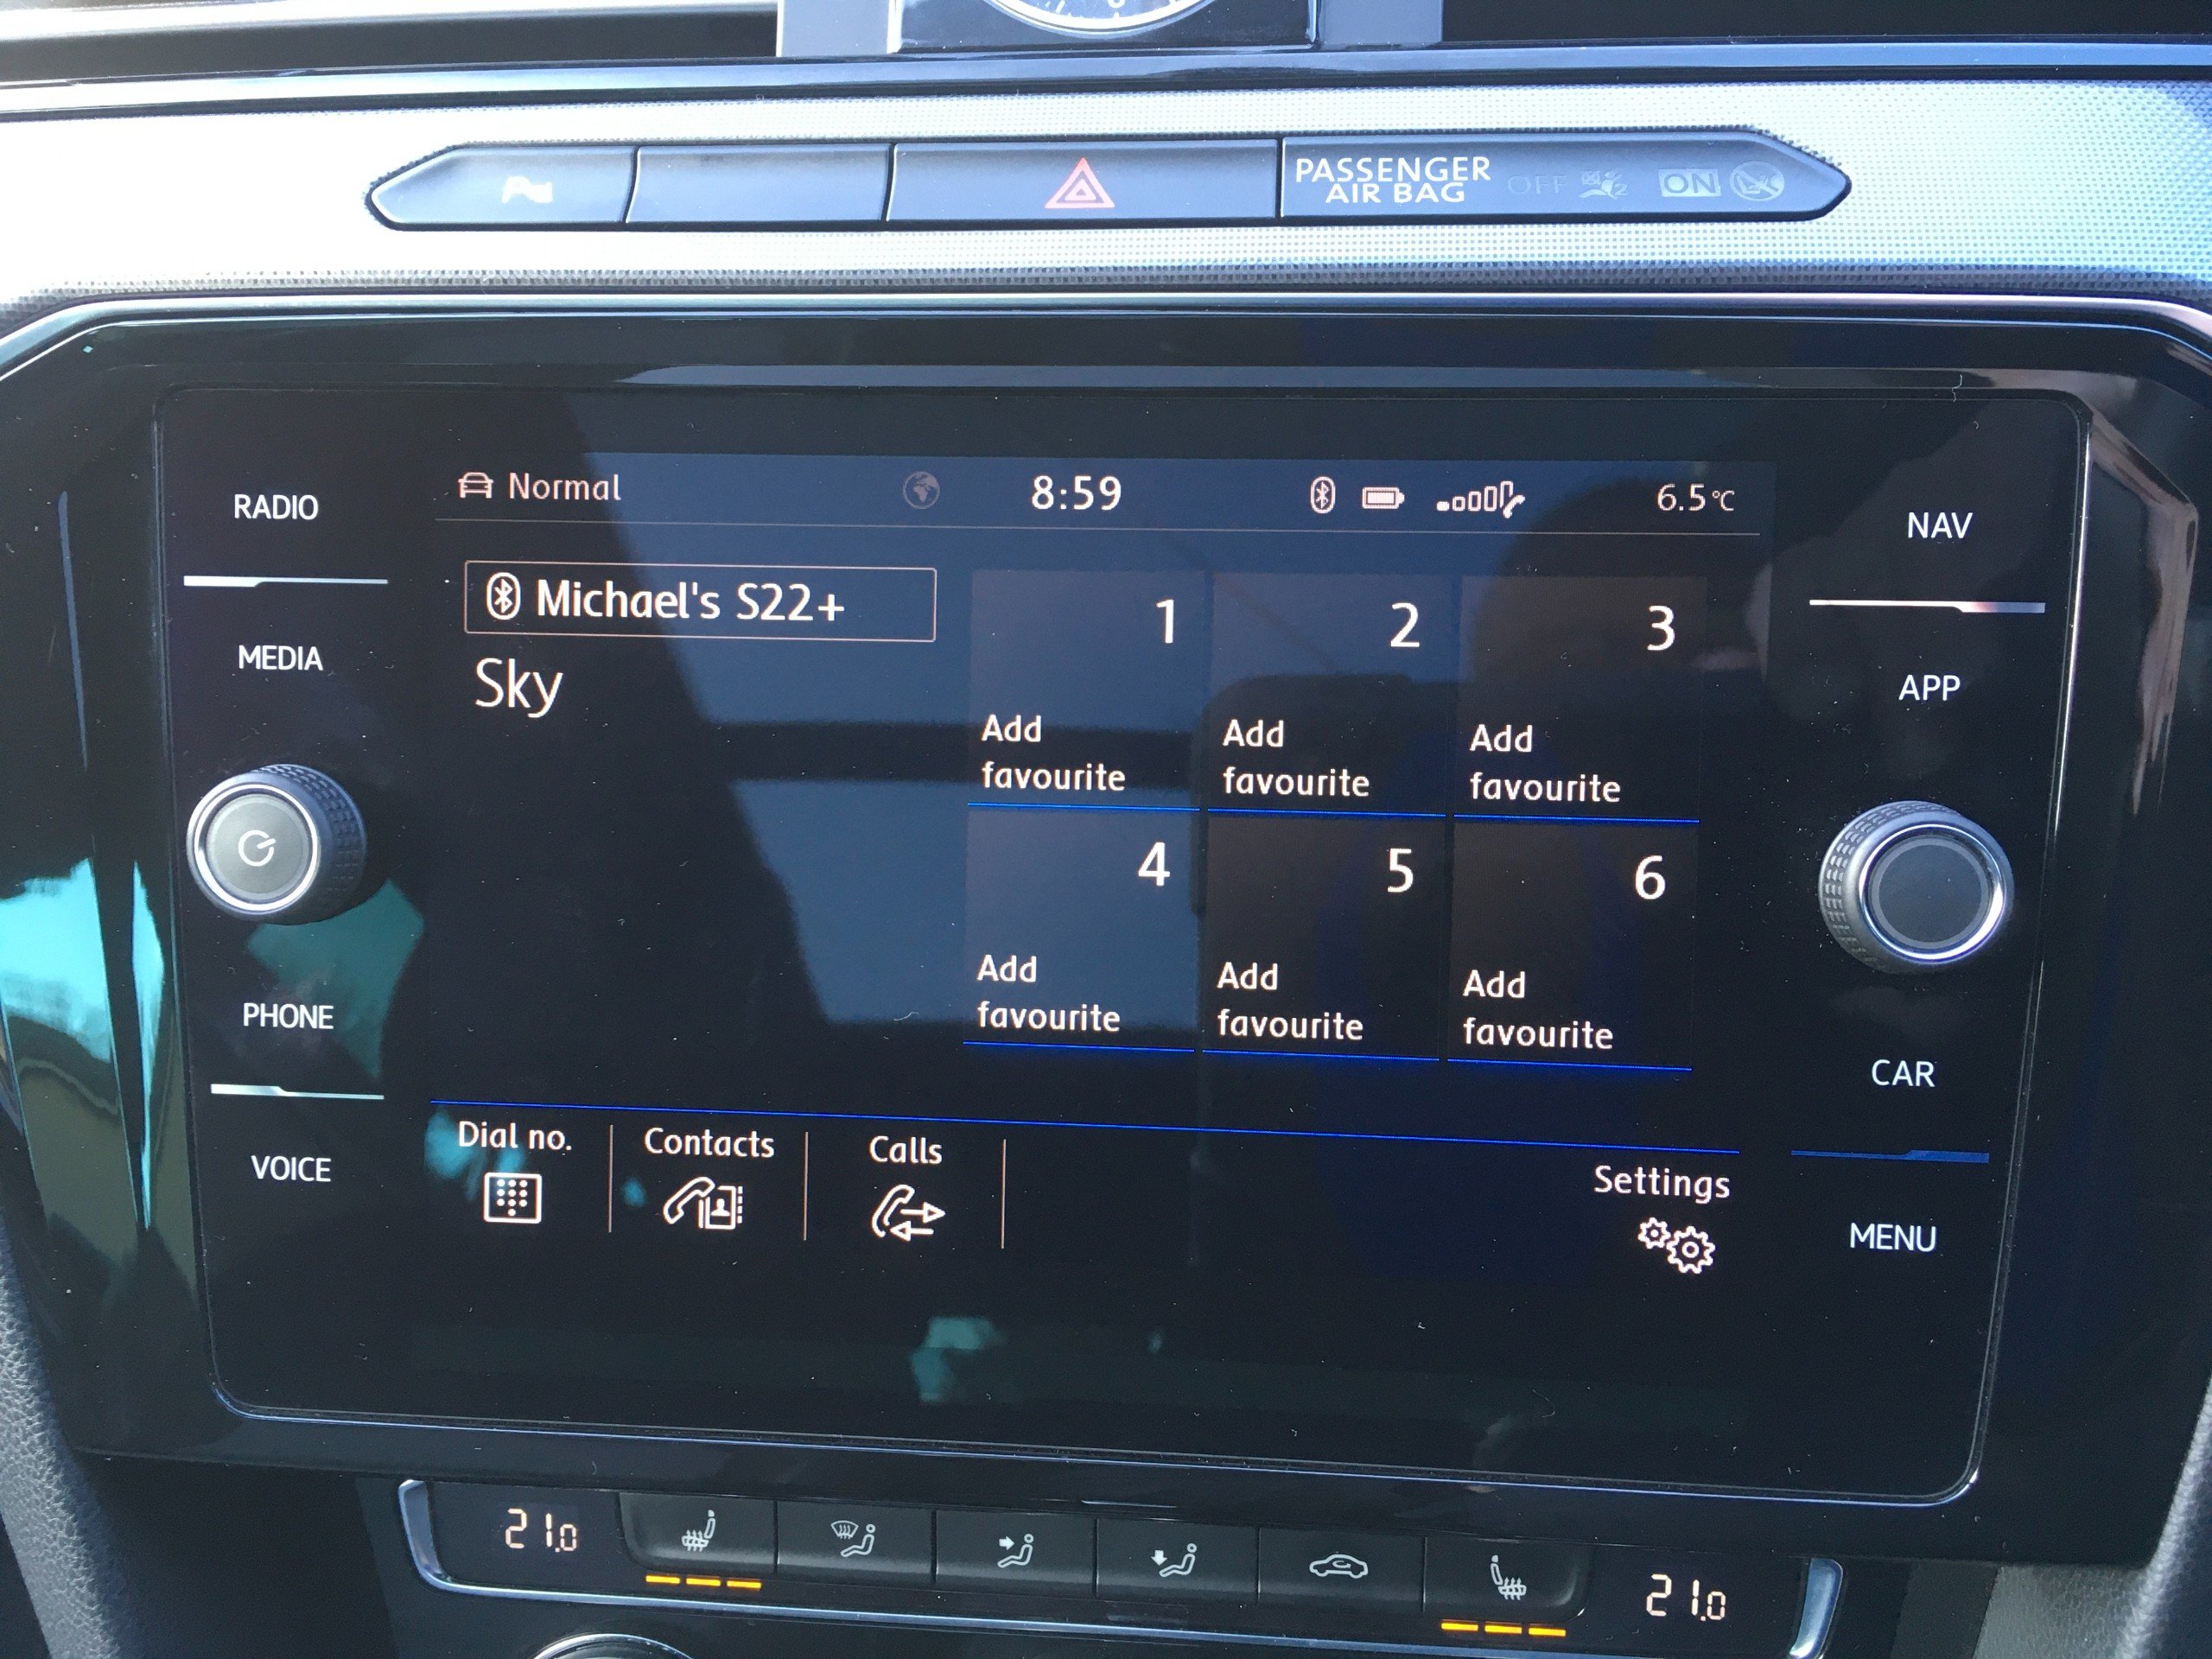 PASSENGER
AIR BAG OFF ON
RADIO
MEDIA
PHONE
VOICE
Normal 8:59 6.5°C
Michael's S22+
Sky
1 2 3
Add favourite
Add favourite
Add favourite
4 5 6
Add favourite
Add favourite
Add favourite
Dial no. Contacts Calls Settings
NAV
APP
CAR
MENU
21.0 21.0